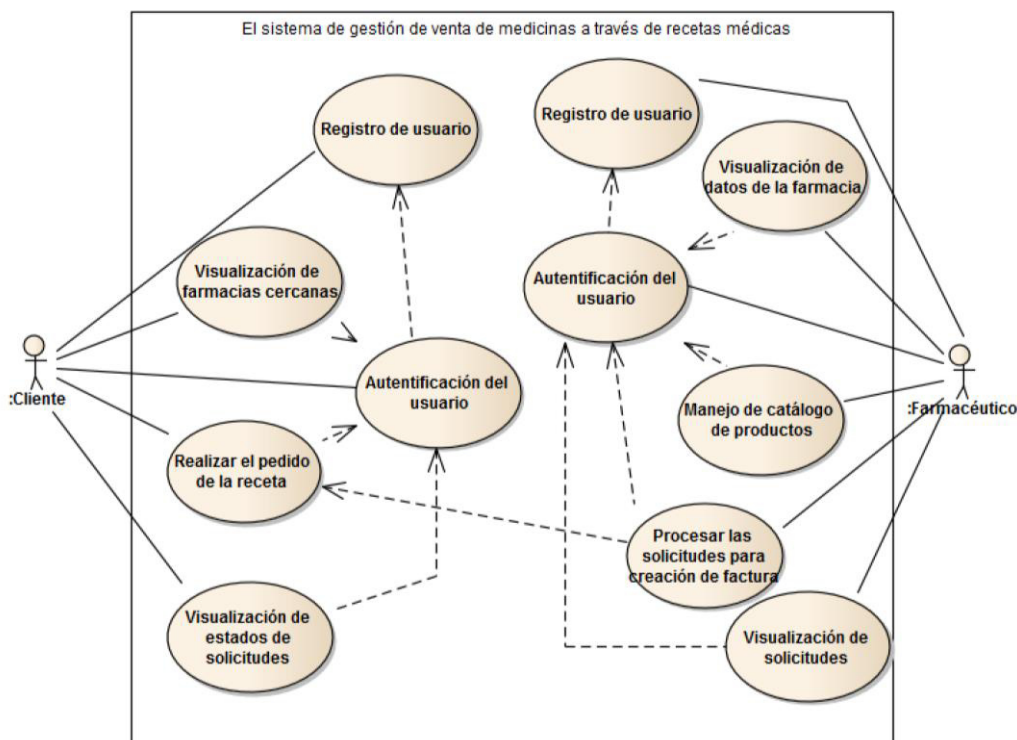 El sistema de gestión de venta de medicinas a través de recetas médicas
Registro de usuario
Registro de usuario
Visualización de
datos de la farmacia
Visualización de
farmacias cercanas
Autentificación del
usuario
:Cliente
Autentificación del
usuario
:Farmacéutico
Manejo de catálogo
de productos
Realizar el pedido
de la receta
Procesar las
solicitudes para
creación de factura
Visualización de
estados de
solicitudes
Visualización de
solicitudes